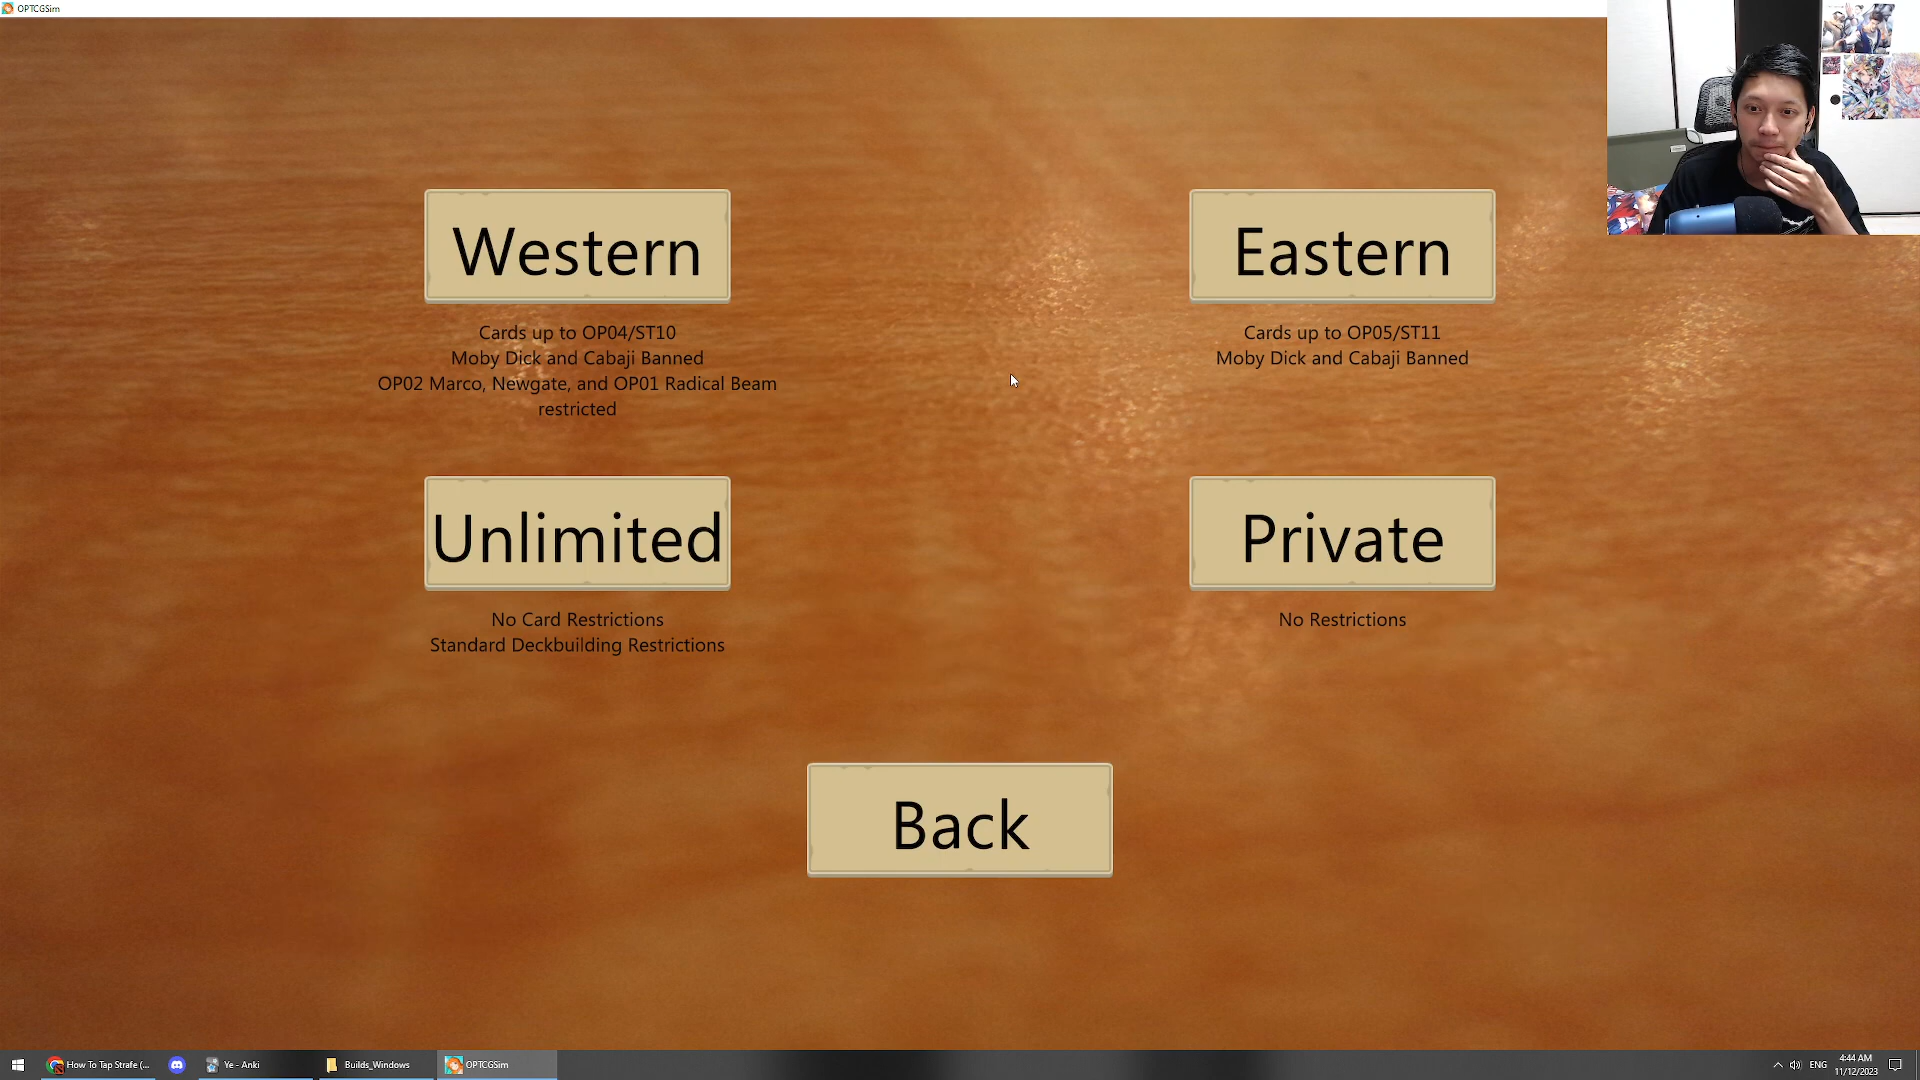 OPTCGSim
Western
Cards up to OP04/ST10
Moby Dick and Cabaji Banned
OP02 Marco, Newgate, and OP01 Radical Beam
restricted
Eastern
Cards up to OP05/ST11
Moby Dick and Cabaji Banned
Unlimited
No Card Restrictions
Standard Deckbuilding Restrictions
Private
No Restrictions
Back
How To Tap Strafe (...
Ye - Anki
Builds_Windows
OPTCGSim
ENG
4:44 AM
11/12/2023